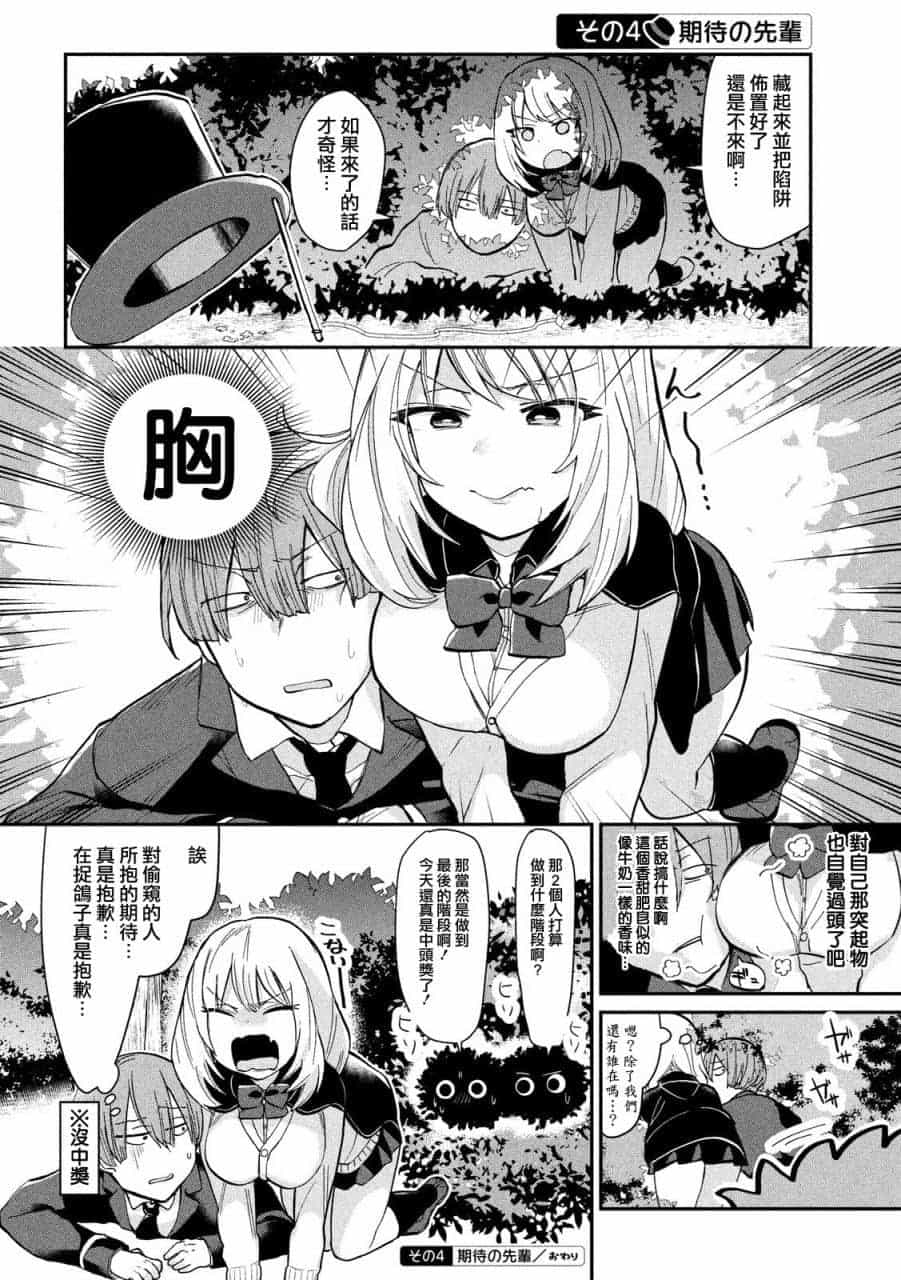 その4 期待の先輩
藏起來並把陷阱
佈置好了
還是不來啊…
如果來了的話
才奇怪…
ん〜…
胸
對自己那突起物
也自覺過頭了吧
話說搞什麼啊
這個香甜肥皂似的
像牛奶一樣的香味…
嗯？除了我們
還有誰在嗎…？
那2個人打算
做到什麼階段啊？
那當然是做到
最後的階段啊！
今天還真是中頭獎了！
こない
誒
對偷窺的人
所抱的期待…
真是抱歉…
在捉鴿子真是抱歉…
※沒中獎
その4 期待の先輩／おわり